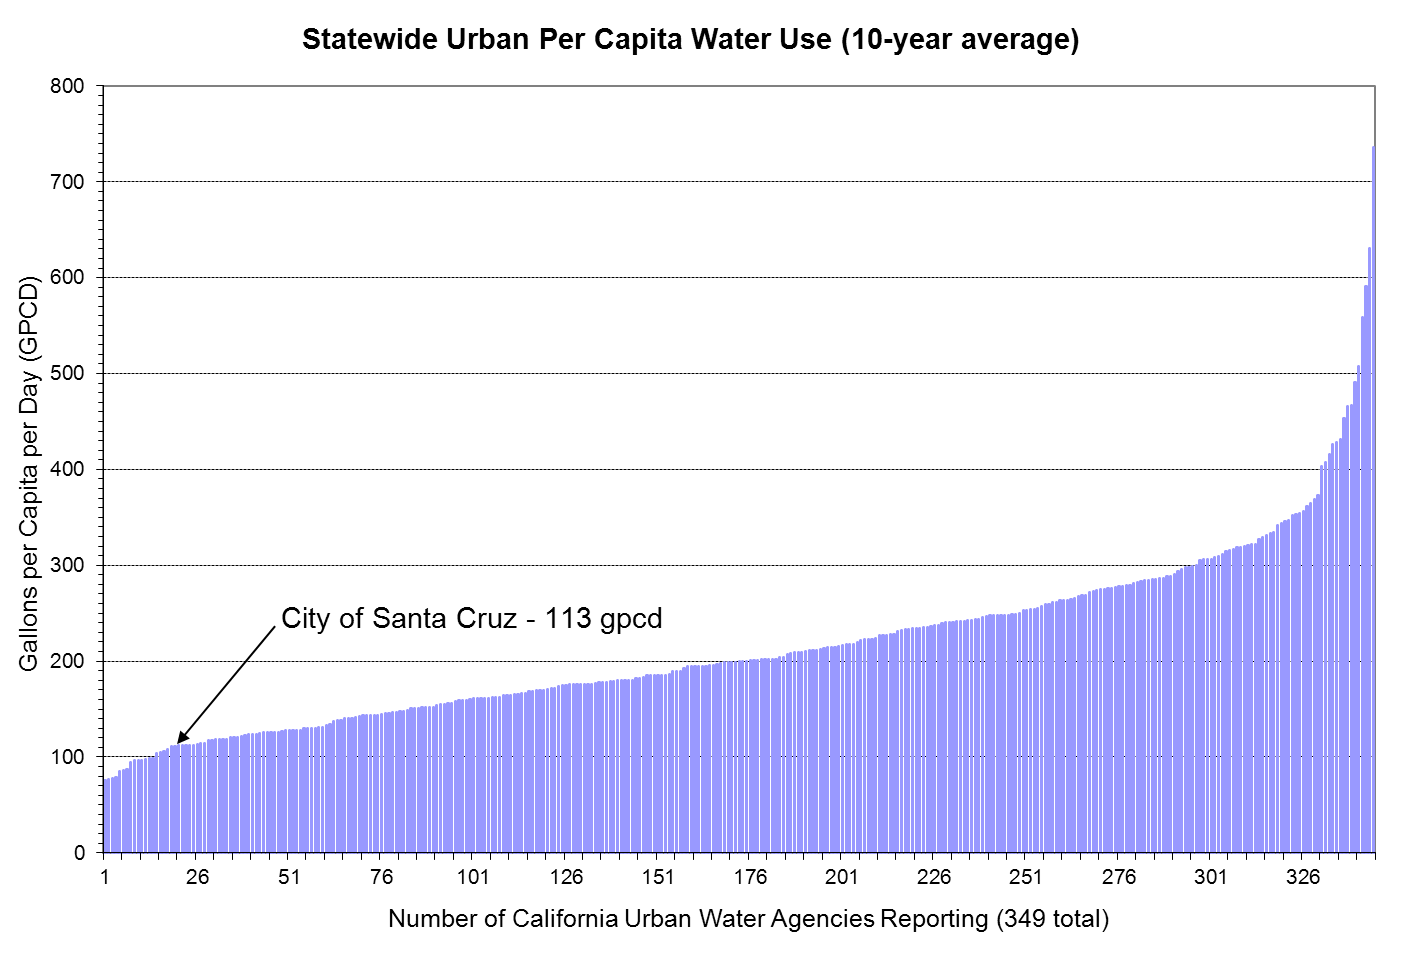 Statewide Urban Per Capita Water Use (10-year average)
800
700
600
500
400
300
200
100
0
Gallons per Capita per Day (GPCD)
City of Santa Cruz - 113 gpcd
1 26 51 76 101 126 151 176 201 226 251 276 301 326
Number of California Urban Water Agencies Reporting (349 total)